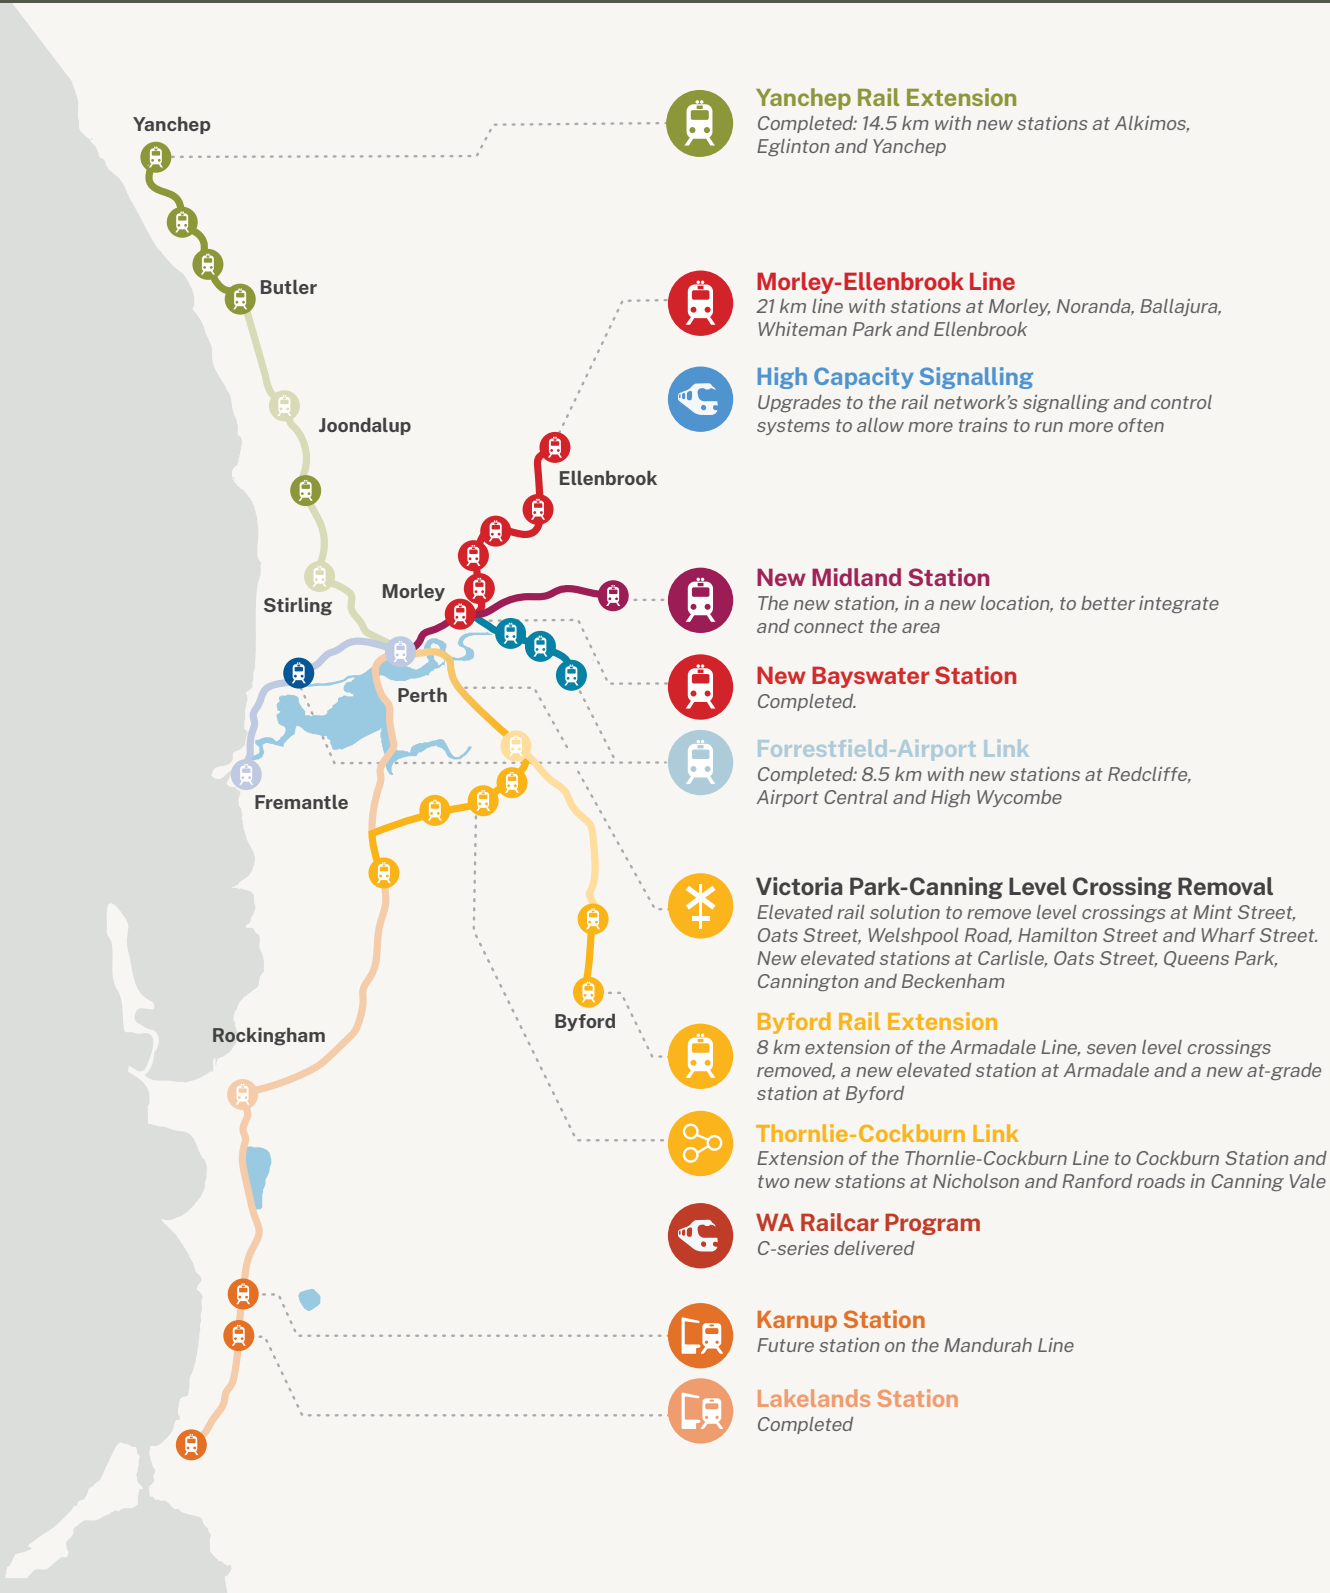 Yanchep
Butler
Joondalup
Ellenbrook
Morley
Stirling
Perth
Fremantle
Byford
Rockingham
Yanchep Rail Extension
Completed: 14.5 km with new stations at Alkimos,
Eglinton and Yanchep
Morley-Ellenbrook Line
21 km line with stations at Morley, Noranda, Ballajura,
Whiteman Park and Ellenbrook
High Capacity Signalling
Upgrades to the rail network’s signalling and control
systems to allow more trains to run more often
New Midland Station
The new station, in a new location, to better integrate
and connect the area
New Bayswater Station
Completed.
Forrestfield-Airport Link
Completed: 8.5 km with new stations at Redcliffe,
Airport Central and High Wycombe
Victoria Park-Canning Level Crossing Removal
Elevated rail solution to remove level crossings at Mint Street,
Oats Street, Welshpool Road, Hamilton Street and Wharf Street.
New elevated stations at Carlisle, Oats Street, Queens Park,
Cannington and Beckenham
Byford Rail Extension
8 km extension of the Armadale Line, seven level crossings
removed, a new elevated station at Armadale and a new at-grade
station at Byford
Thornlie-Cockburn Link
Extension of the Thornlie-Cockburn Line to Cockburn Station and
two new stations at Nicholson and Ranford roads in Canning Vale
WA Railcar Program
C-series delivered
Karnup Station
Future station on the Mandurah Line
Lakelands Station
Completed